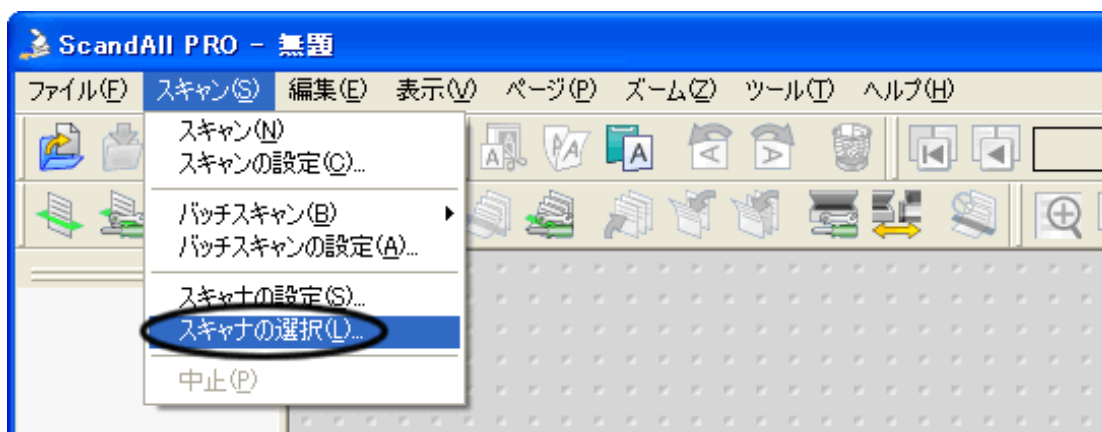 ScandAll PRO - 無題
ファイル(F) スキャン(S) 編集(E) 表示(V) ページ(P) ズーム(Z) ツール(T) ヘルプ(H)
スキャン(N)
スキャンの設定(C)...
バッチスキャン(B)
バッチスキャンの設定(A)...
スキャナの設定(S)...
スキャナの選択(L)...
中止(P)